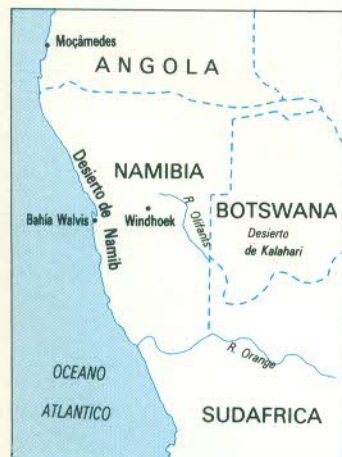 Moçâmedes
ANGOLA
NAMIBIA
Desierto de Namib
R. Olifants
Bahía Walvis
Windhoek
BOTSWANA
Desierto
de Kalahari
R. Orange
OCEANO
ATLANTICO
SUDAFRICA